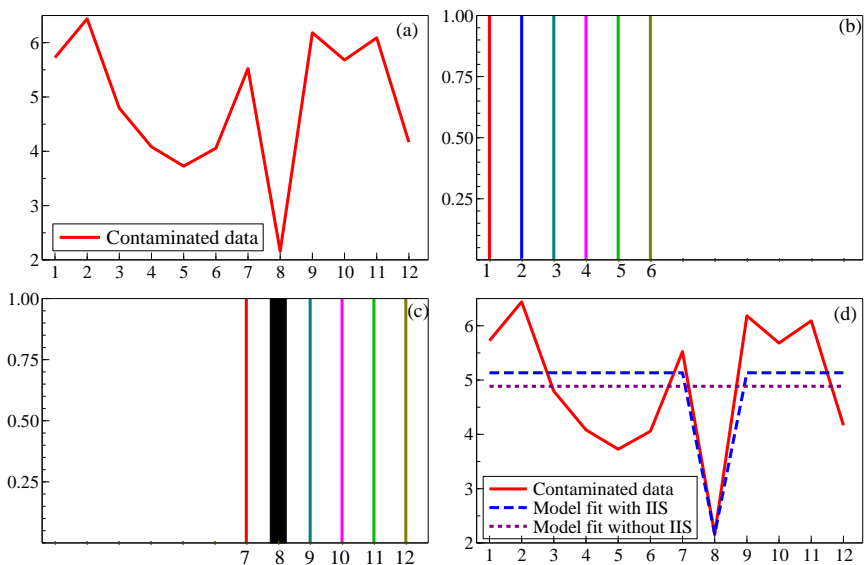 (a)
6
5
4
3
2
Contaminated data
1 2 3 4 5 6 7 8 9 10 11 12
(b)
1.00
0.75
0.50
0.25
1 2 3 4 5 6
(c)
1.00
0.75
0.50
0.25
7 8 9 10 11 12
(d)
6
5
4
3
2
Contaminated data
Model fit with IIS
Model fit without IIS
1 2 3 4 5 6 7 8 9 10 11 12